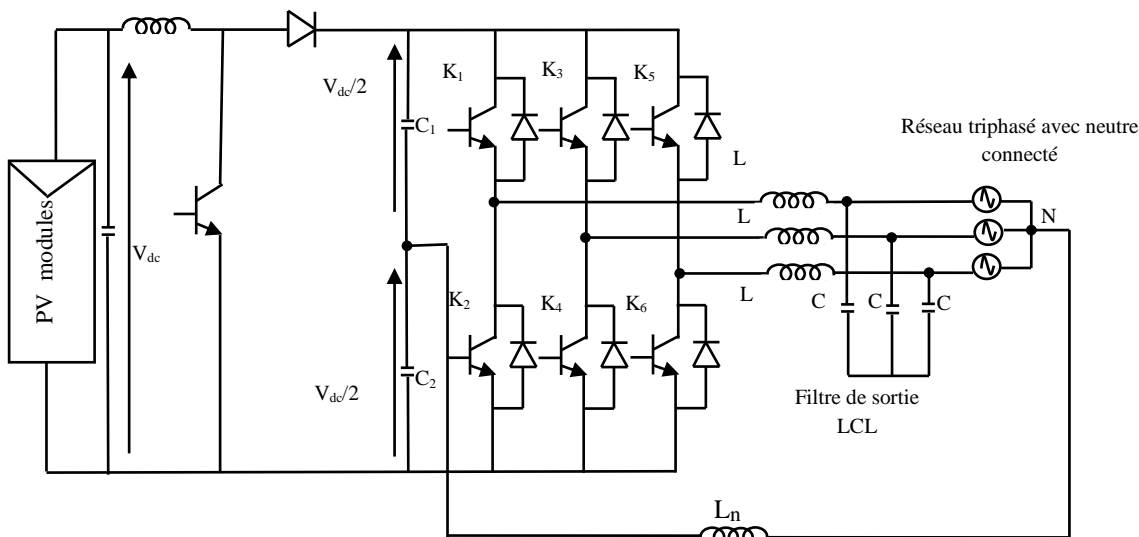 V_dc/2
K_1
K_3
K_5
C_1
L
Réseau triphasé avec neutre
connecté
PV modules
V_dc
L
N
K_2
K_4
K_6
L
C
C
C
V_dc/2
C_2
Filtre de sortie
LCL
L_n